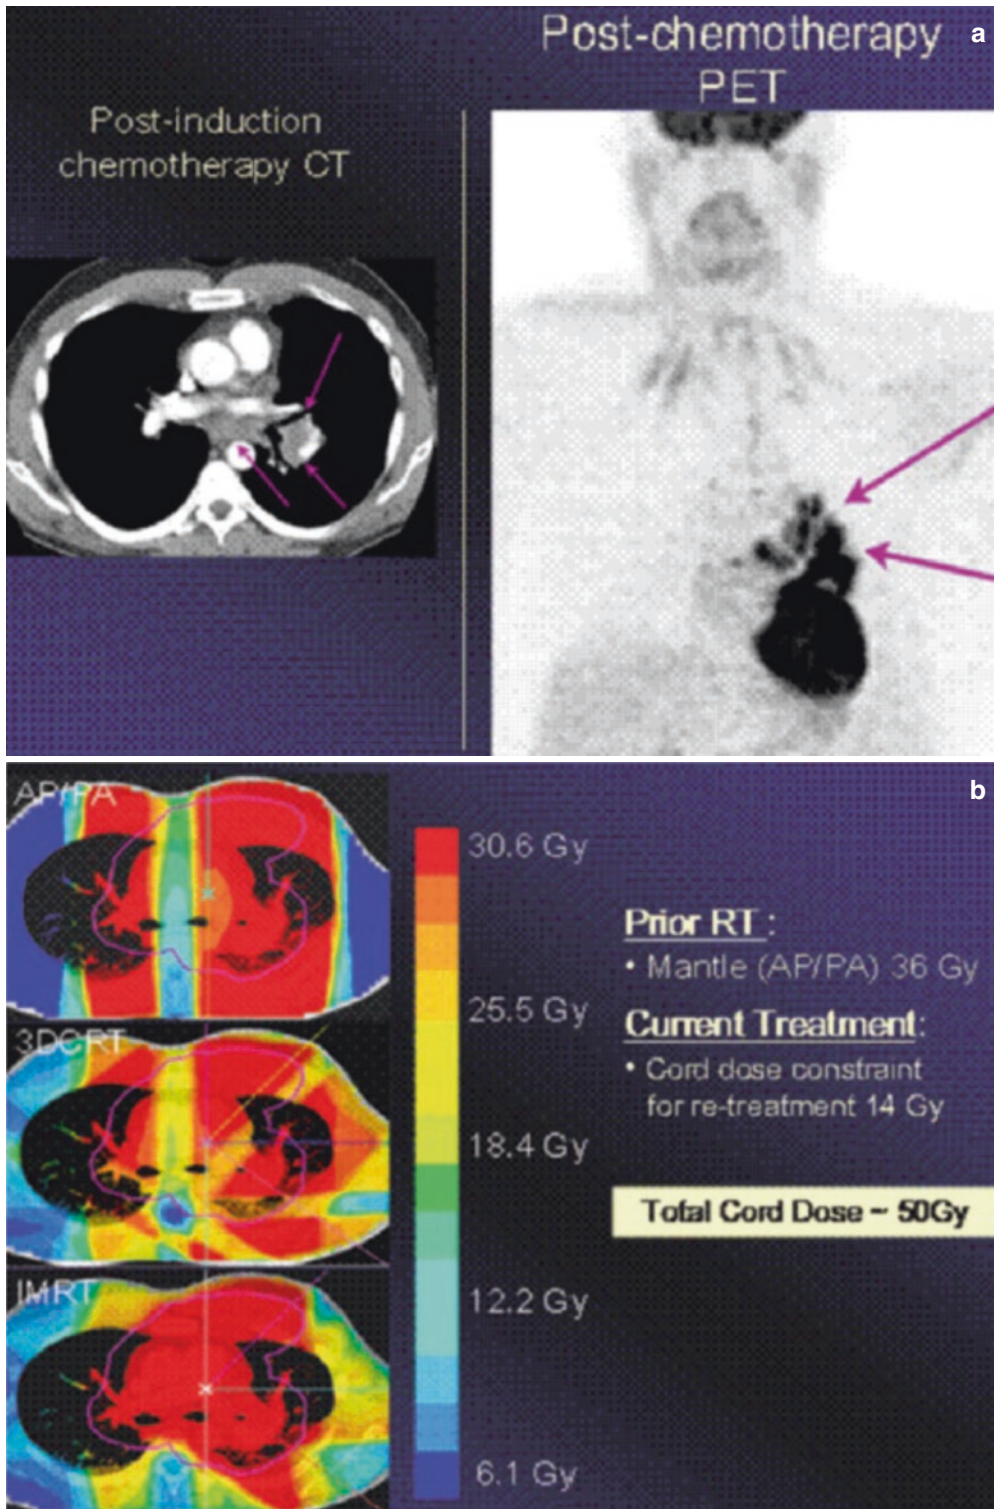 Post-chemotherapy
PET
a
Post-induction
chemotherapy CT
b
AP/PA
3DCRT
IMRT
30.6 Gy
25.5 Gy
18.4 Gy
12.2 Gy
6.1 Gy
Prior RT:
• Mantle (AP/PA) 36 Gy
Current Treatment:
• Cord dose constraint
for re-treatment 14 Gy
Total Cord Dose ~ 50Gy